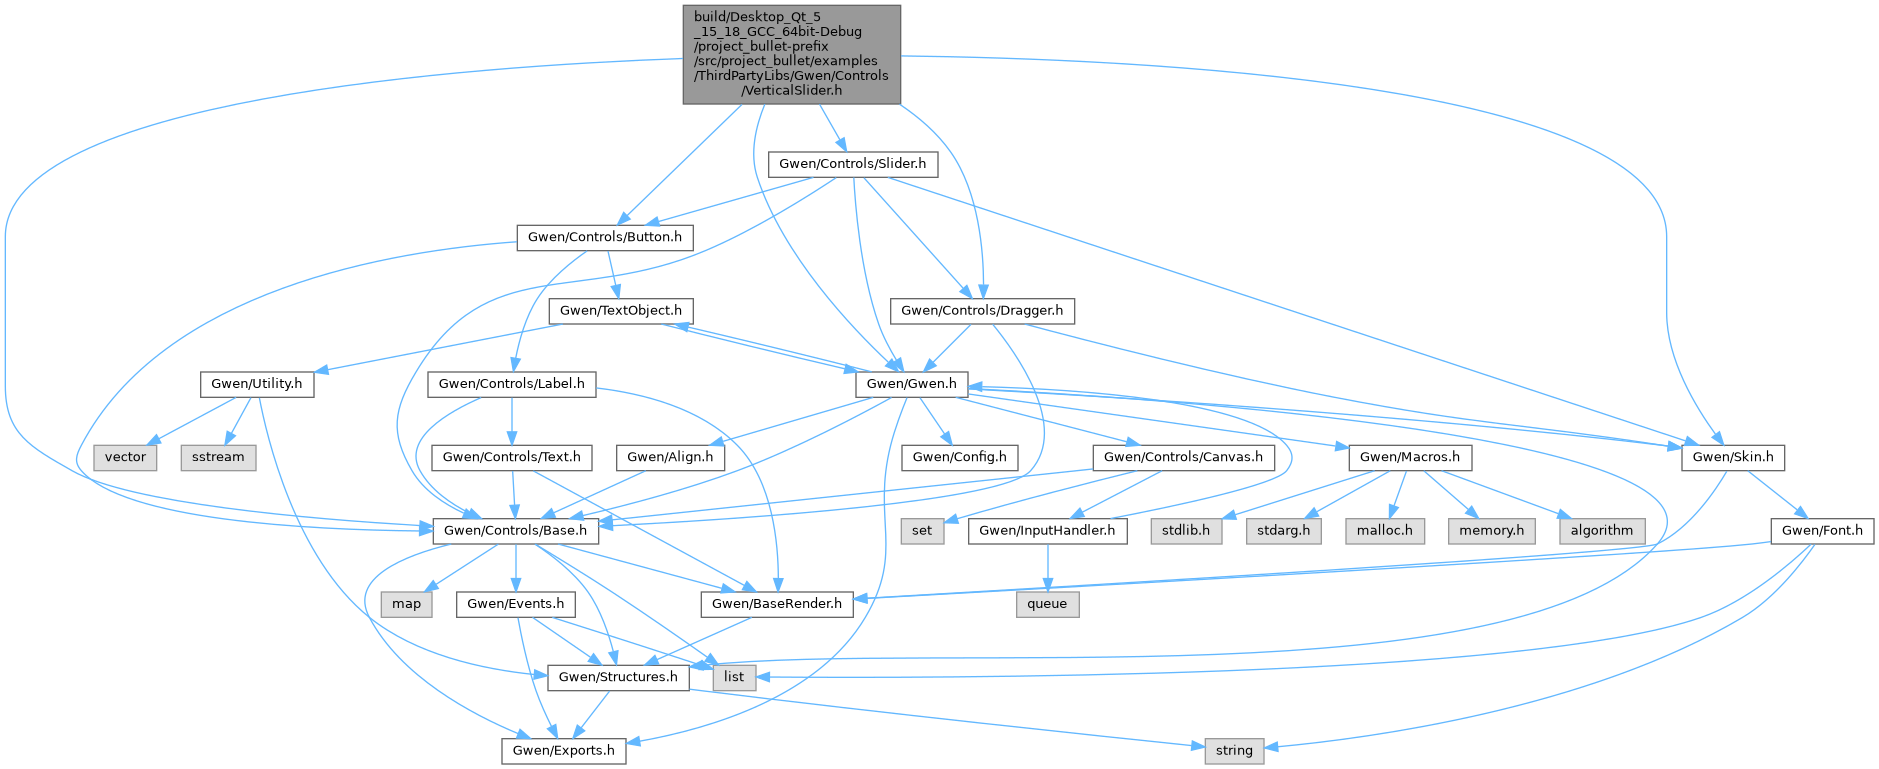 build/Desktop_Qt_5
_15_18_GCC_64bit-Debug
/project_bullet-prefix
/src/project_bullet/examples
/ThirdPartyLibs/Gwen/Controls
/VerticalSlider.h
Gwen/Controls/Slider.h
Gwen/Controls/Button.h
Gwen/TextObject.h
Gwen/Controls/Dragger.h
Gwen/Utility.h
Gwen/Controls/Label.h
Gwen/Gwen.h
vector
sstream
Gwen/Controls/Text.h
Gwen/Align.h
Gwen/Config.h
Gwen/Controls/Canvas.h
Gwen/Macros.h
Gwen/Skin.h
Gwen/Controls/Base.h
set
Gwen/InputHandler.h
stdlib.h
stdarg.h
malloc.h
memory.h
algorithm
Gwen/Font.h
map
Gwen/Events.h
Gwen/BaseRender.h
queue
Gwen/Structures.h
list
Gwen/Exports.h
string